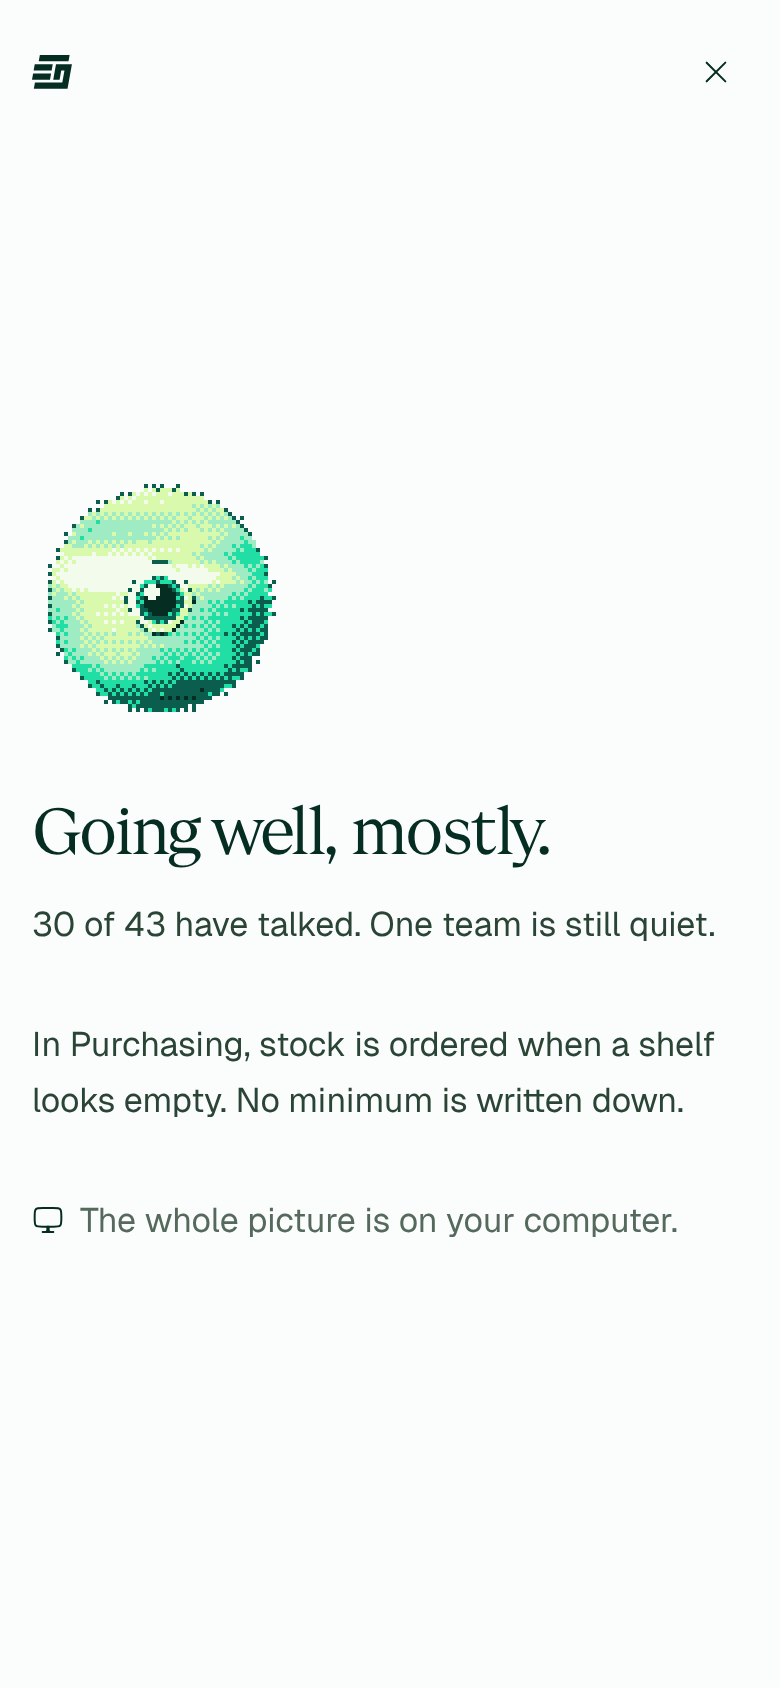 Going well, mostly.
30 of 43 have talked. One team is still quiet.
In Purchasing, stock is ordered when a shelf
looks empty. No minimum is written down.
The whole picture is on your computer.